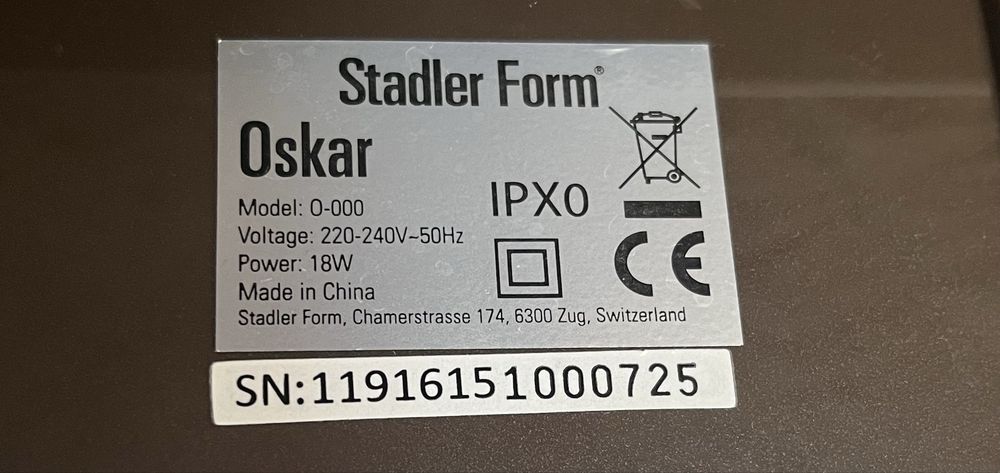 Stadler Form®
Oskar
Model: O-000
Voltage: 220-240V~50Hz
Power: 18W
Made in China
Stadler Form, Chamerstrasse 174, 6300 Zug, Switzerland
IPX0
CE
SN:11916151000725